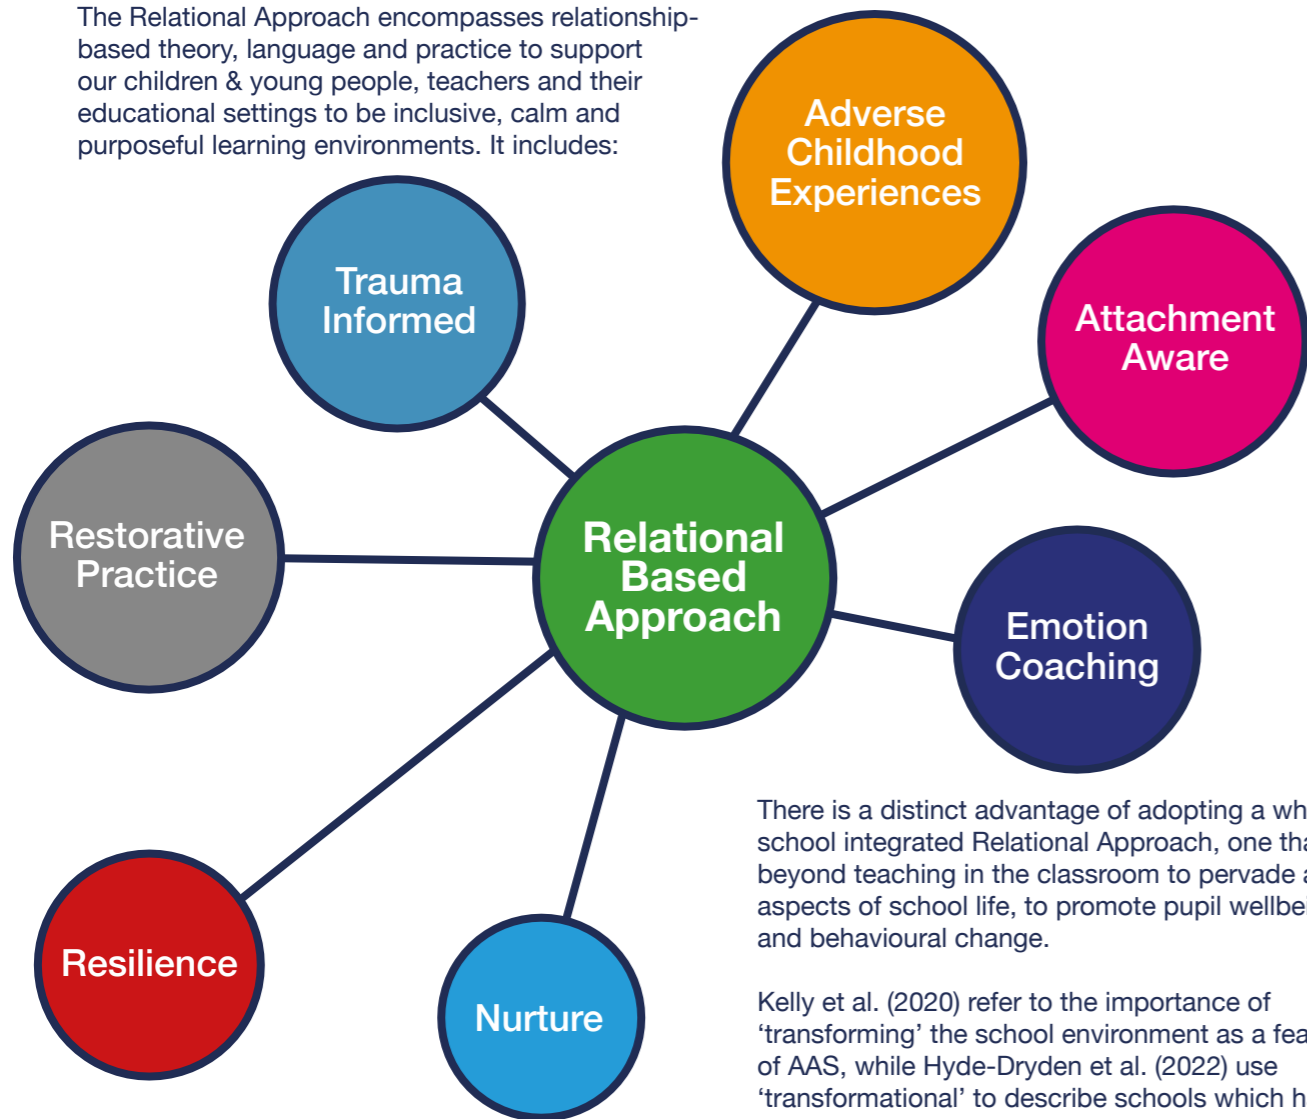 The Relational Approach encompasses relationship-
based theory, language and practice to support
our children & young people, teachers and their
educational settings to be inclusive, calm and
purposeful learning environments. It includes:
Adverse
Childhood
Experiences
Trauma
Informed
Attachment
Aware
Restorative
Practice
Relational
Based
Approach
Emotion
Coaching
Resilience
Nurture
There is a distinct advantage of adopting a
school integrated Relational Approach, one
beyond teaching in the classroom to pervade
aspects of school life, to promote pupil
and behavioural change.
Kelly et al. (2020) refer to the importance of
‘transforming’ the school environment as a
of AAS, while Hyde-Dryden et al. (2022) use
‘transformational’ to describe schools which